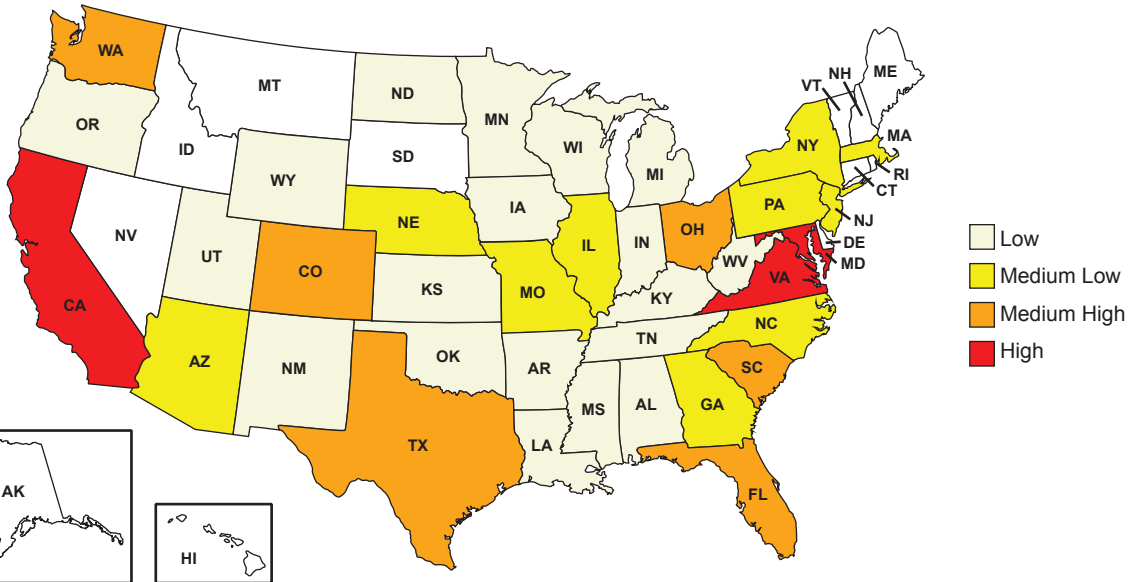 WA
MT
ND
MN
OR
ID
SD
WI
MI
WY
IA
NE
NV
UT
CO
CA
KS
MO
IL
IN
OH
PA
NY
VT
NH
ME
MA
RI
CT
NJ
DE
MD
WV
VA
KY
NC
TN
SC
AZ
NM
OK
AR
MS
AL
GA
TX
LA
FL
AK
HI
Low
Medium Low
Medium High
High